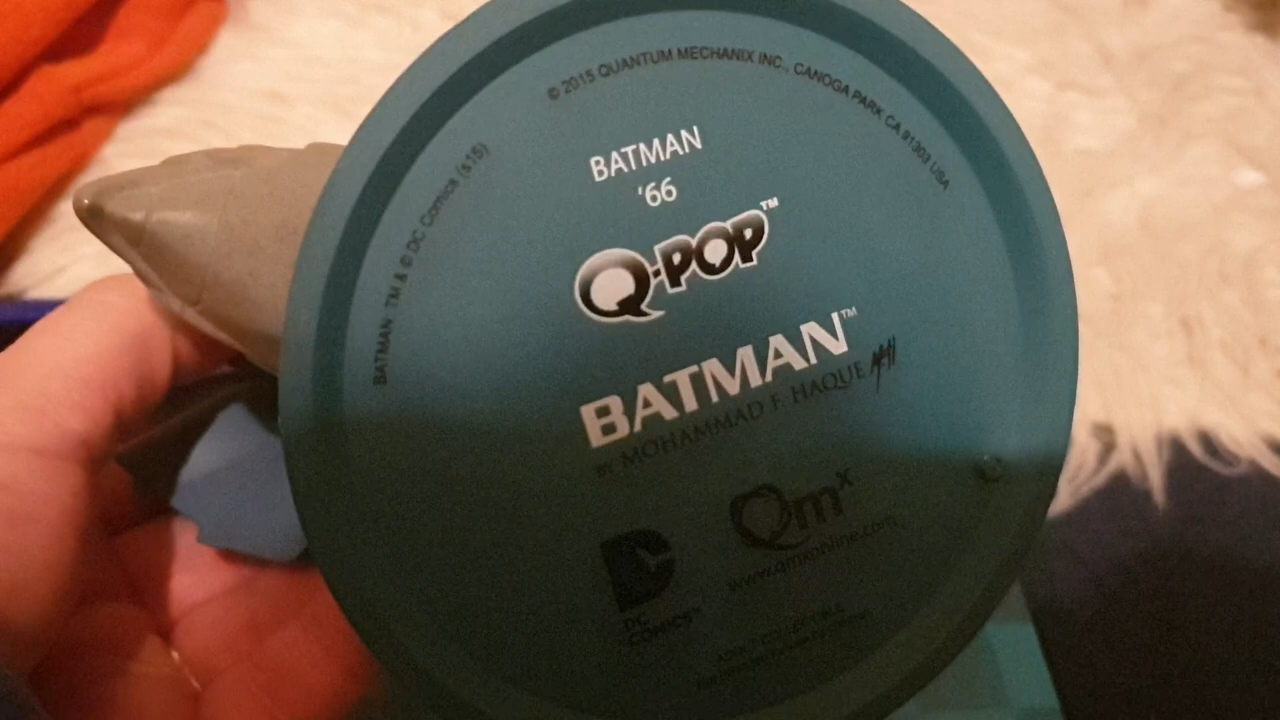 © 2015 QUANTUM MECHANIX INC., CANOGA PARK CA 91303 USA
BATMAN TM & © DC Comics (s15)
BATMAN
'66
Q-POP™
BATMAN™
BY MOHAMMAD F. HAQUE
Qmx
www.qmxonline.com
DC
COMICS™